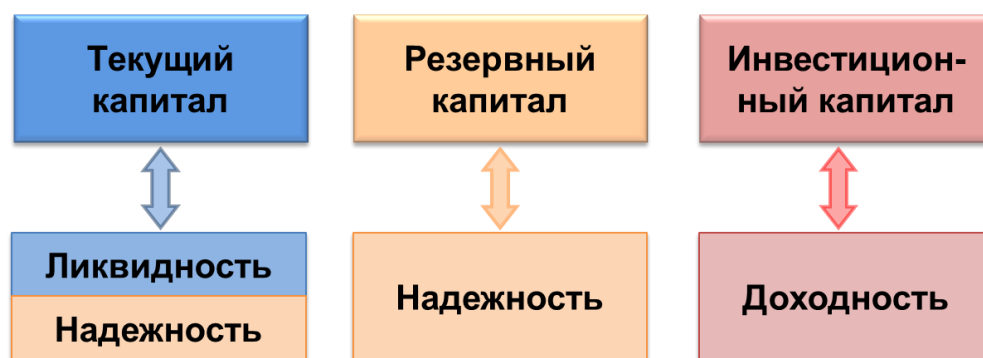 Текущий
капитал
Резервный
капитал
Инвестицион-
ный капитал
Ликвидность
Надежность
Надежность
Доходность